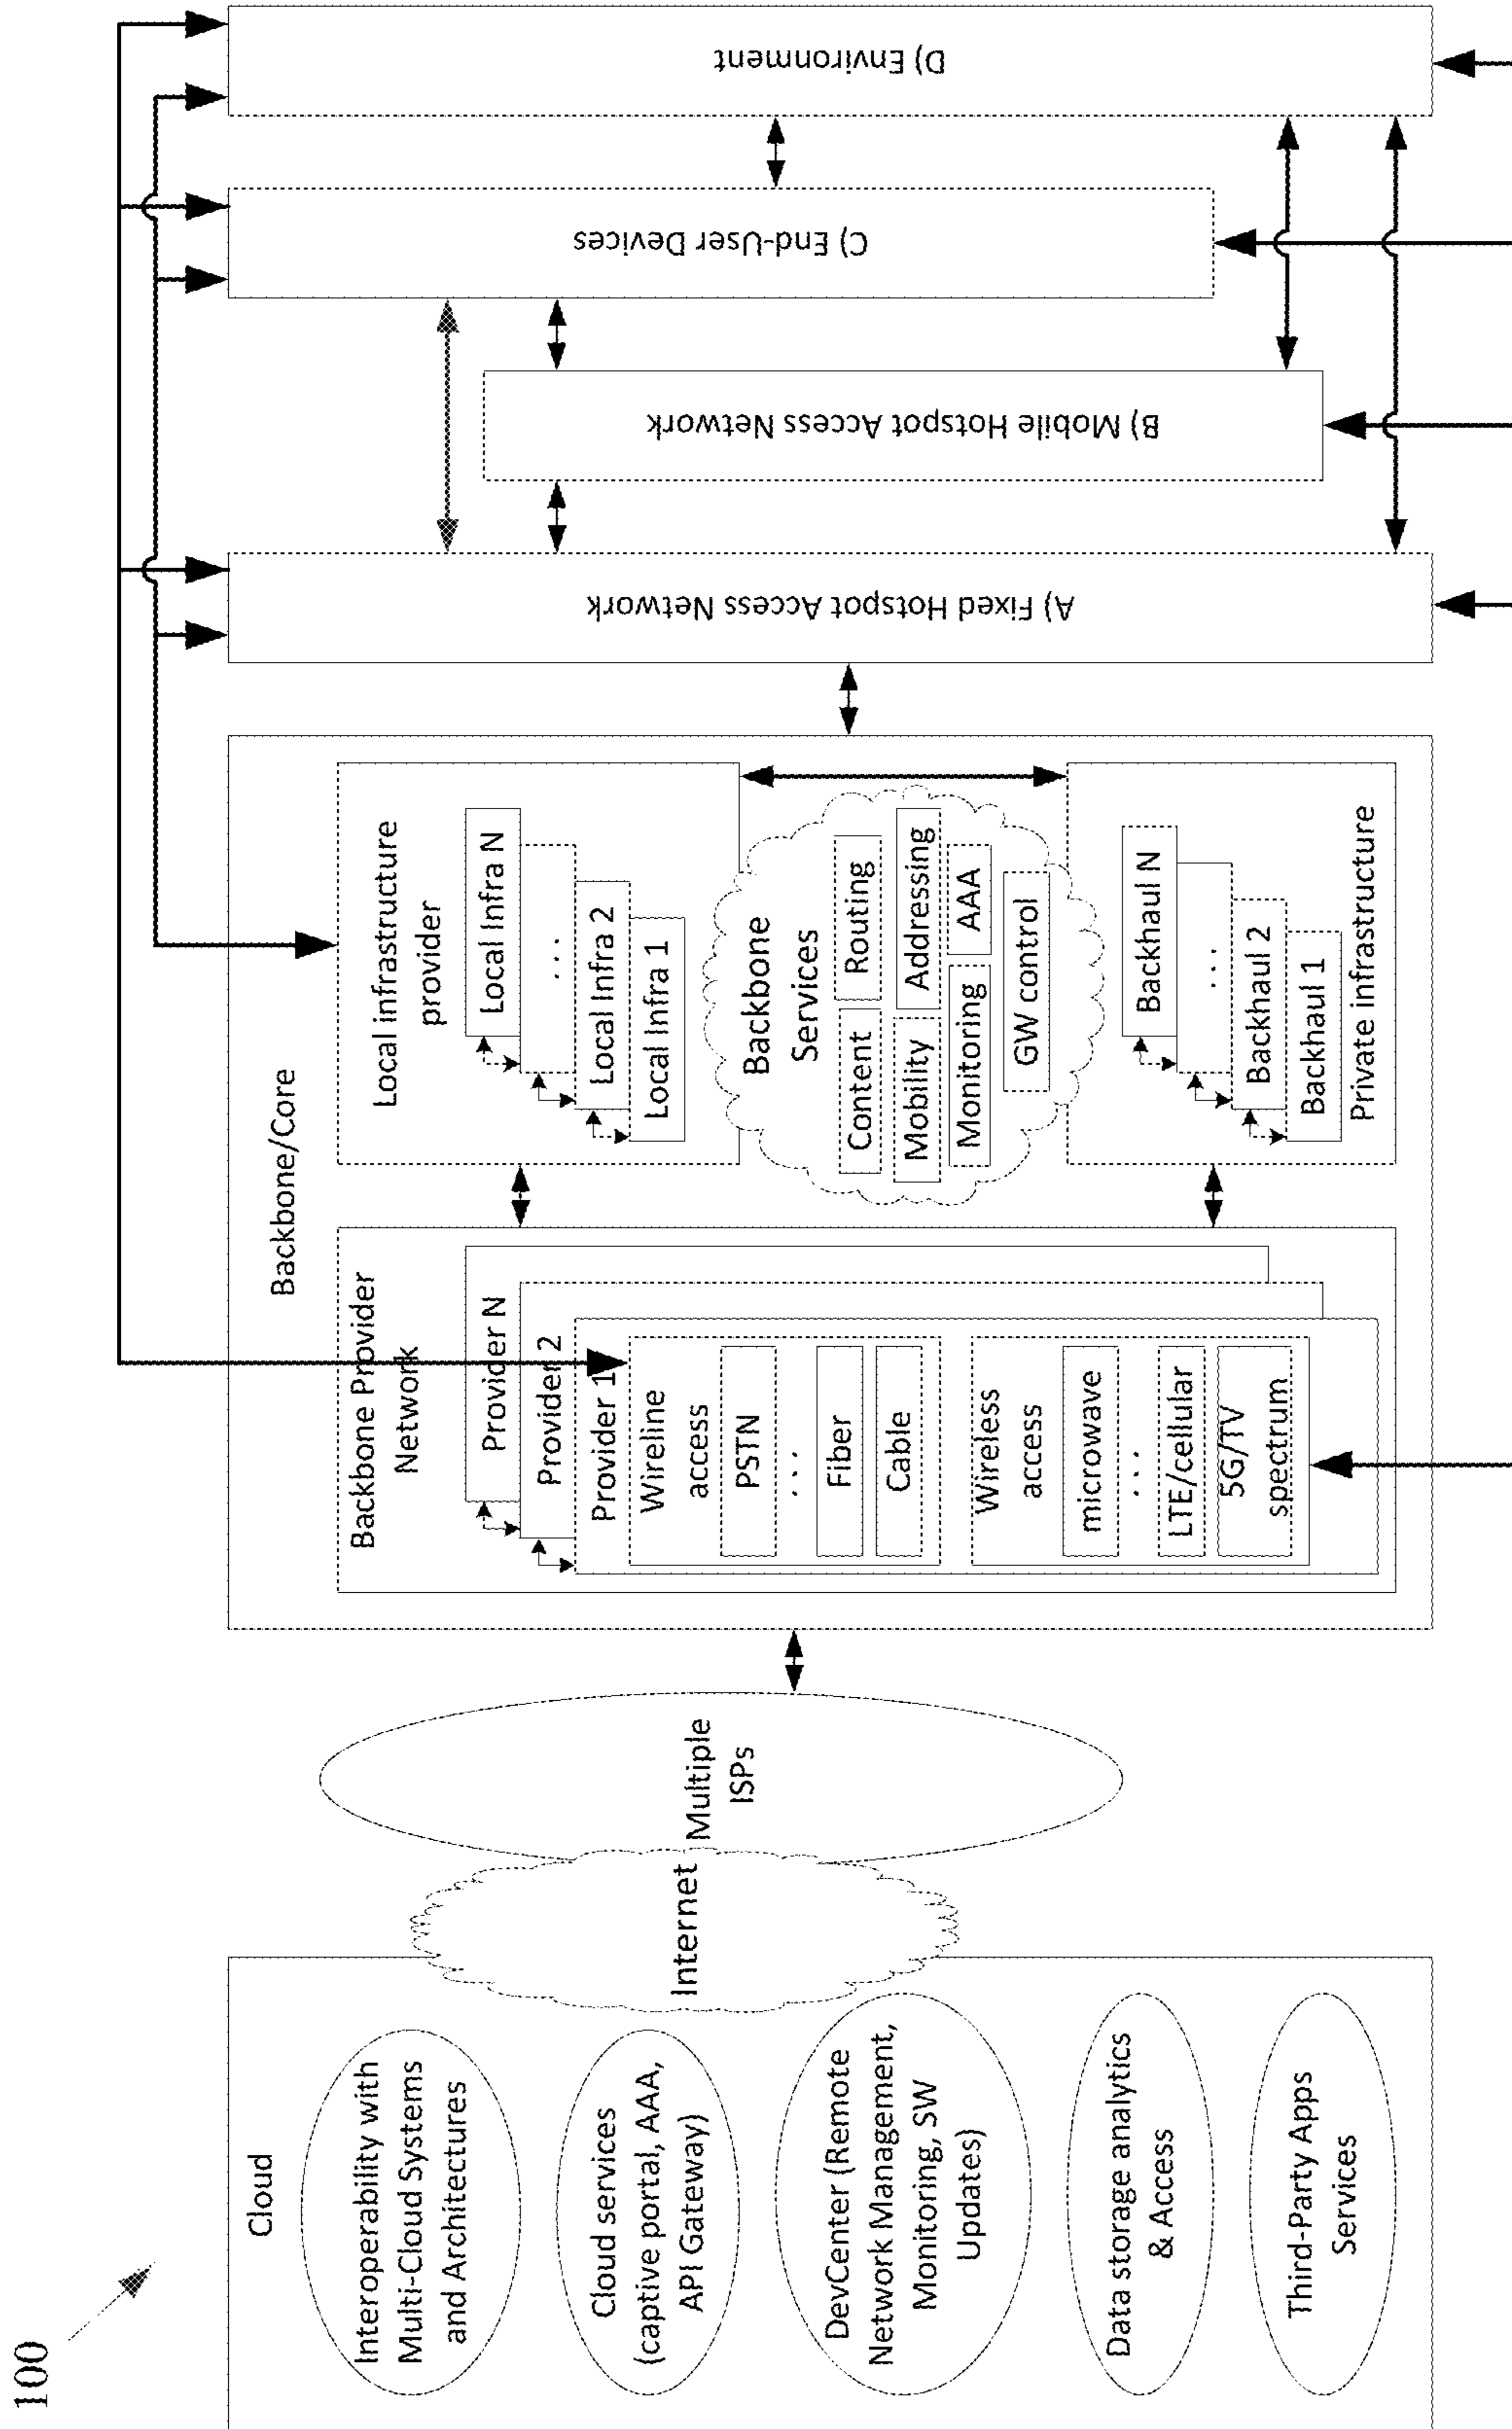 100
Cloud
Interoperability with
Multi-Cloud Systems
and Architectures
Cloud services
(captive portal, AAA,
API Gateway)
DevCenter (Remote
Network Management,
Monitoring, SW
Updates)
Data storage analytics
& Access
Third-Party Apps
Services
Internet
Multiple
ISPs
Backbone/Core
Backbone Provider
Network
Provider N
Provider 2
Provider 1
Wireline
access
PSTN
...
Fiber
Cable
Wireless
access
microwave
...
LTE/cellular
5G/TV
spectrum
Local infrastructure
provider
Local Infra N
...
Local Infra 2
Local Infra 1
Backbone
Services
Content
Routing
Mobility
Addressing
Monitoring
AAA
GW control
Backhaul N
...
Backhaul 2
Backhaul 1
Private infrastructure
A) Fixed Hotspot Access Network
B) Mobile Hotspot Access Network
C) End-User Devices
D) Environment